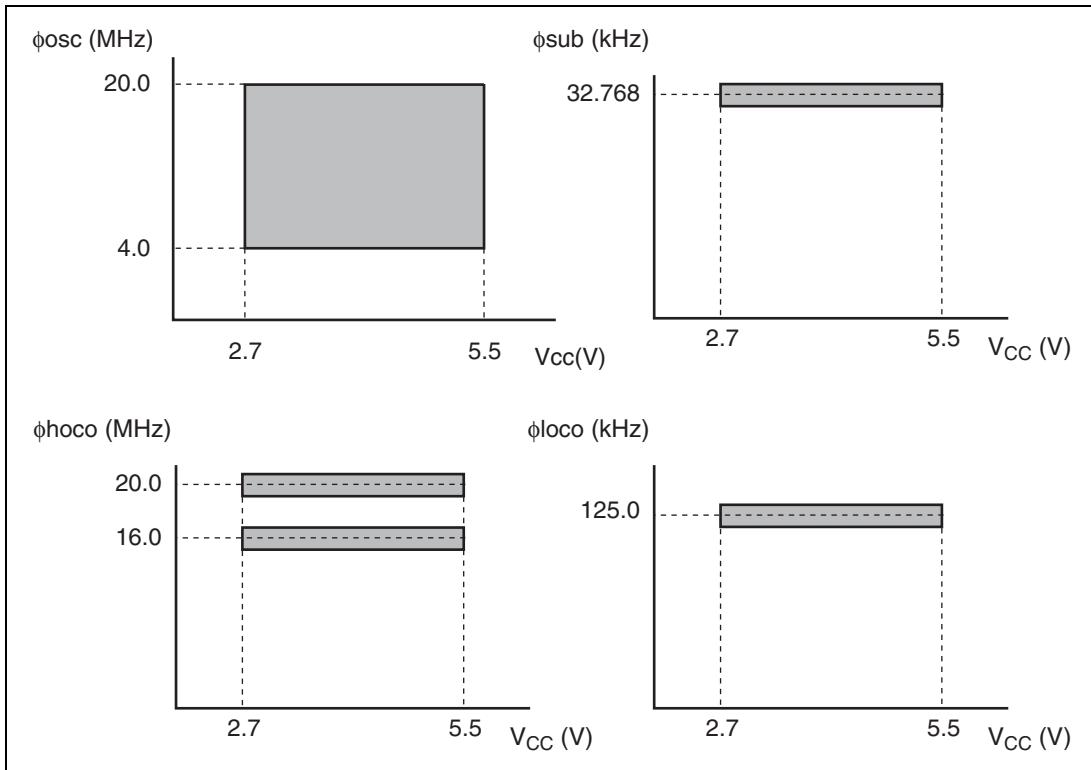 ϕosc (MHz)
20.0
4.0
2.7
5.5
Vcc(V)
ϕsub (kHz)
32.768
2.7
5.5
VCC (V)
ϕhoco (MHz)
20.0
16.0
2.7
5.5
VCC (V)
ϕloco (kHz)
125.0
2.7
5.5
VCC (V)